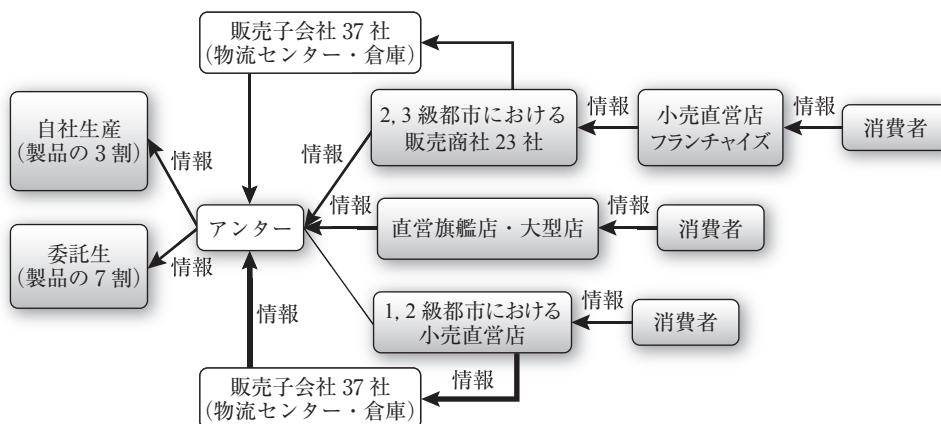 販売子会社 37 社
(物流センター・倉庫)
自社生産
(製品の 3 割)
情報
情報
2, 3 級都市における
販売商社 23 社
情報
小売直営店
フランチャイズ
情報
消費者
アンター
情報
直営旗艦店・大型店
情報
消費者
委託生
(製品の 7 割)
情報
情報
1, 2 級都市における
小売直営店
情報
消費者
情報
販売子会社 37 社
(物流センター・倉庫)